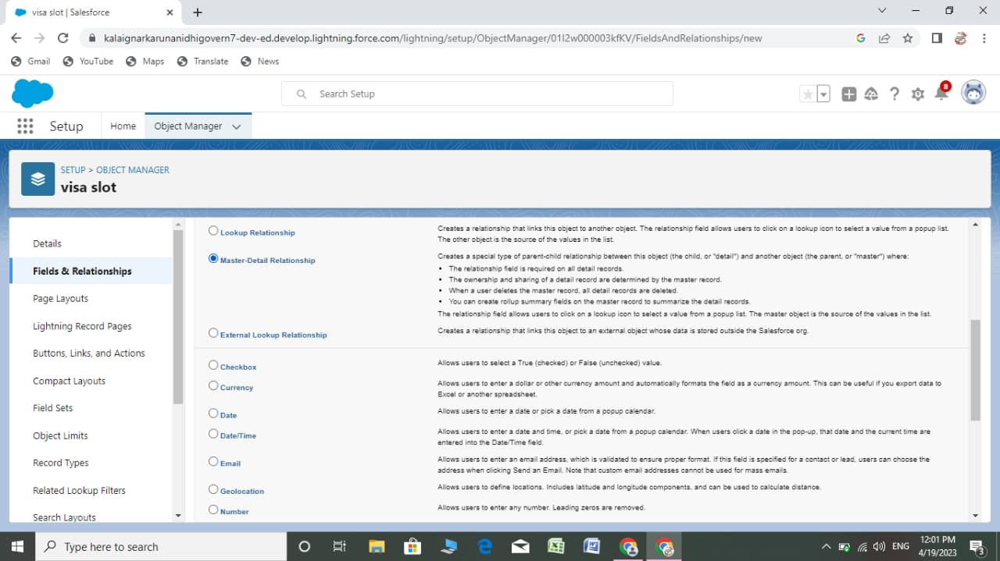 visa slot | Salesforce
kalaignarkarunanidhigovern7-dev-ed.develop.lightning.force.com/lightning/setup/ObjectManager/01I2w000003kfKV/FieldsAndRelationships/new
Gmail YouTube Maps Translate News
Search Setup
8
Setup Home Object Manager
SETUP > OBJECT MANAGER
visa slot
Details
Fields & Relationships
Page Layouts
Lightning Record Pages
Buttons, Links, and Actions
Compact Layouts
Field Sets
Object Limits
Record Types
Related Lookup Filters
Search Layouts
Lookup Relationship
Creates a relationship that links this object to another object. The relationship field allows users to click on a lookup icon to select a value from a popup list.
The other object is the source of the values in the list.
Master-Detail Relationship
Creates a special type of parent-child relationship between this object (the child, or "detail") and another object (the parent, or "master") where:
• The relationship field is required on all detail records.
• The ownership and sharing of a detail record are determined by the master record.
• When a user deletes the master record, all detail records are deleted.
• You can create rollup summary fields on the master record to summarize the detail records.
The relationship field allows users to click on a lookup icon to select a value from a popup list. The master object is the source of the values in the list.
External Lookup Relationship
Creates a relationship that links this object to an external object whose data is stored outside the Salesforce org.
Checkbox
Allows users to select a True (checked) or False (unchecked) value.
Currency
Allows users to enter a dollar or other currency amount and automatically formats the field as a currency amount. This can be useful if you export data to
Excel or another spreadsheet.
Date
Allows users to enter a date or pick a date from a popup calendar.
Date/Time
Allows users to enter a date and time, or pick a date from a popup calendar. When users click a date in the pop-up, that date and the current time are
entered into the Date/Time field.
Email
Allows users to enter an email address, which is validated to ensure proper format. If this field is specified for a contact or lead, users can choose the
address when clicking Send an Email. Note that custom email addresses cannot be used for mass emails.
Geolocation
Allows users to define locations. Includes latitude and longitude components, and can be used to calculate distance.
Number
Allows users to enter any number. Leading zeros are removed.
Type here to search
ENG
12:01 PM
4/19/2023
3